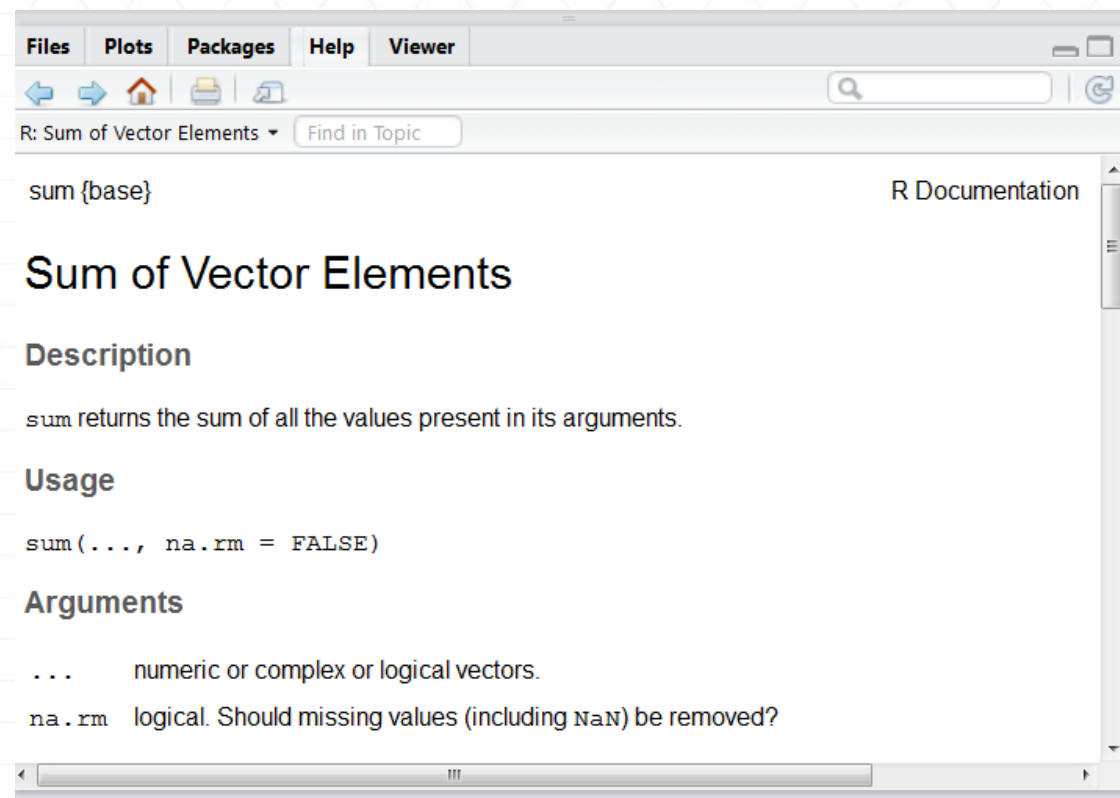 Files Plots Packages Help Viewer
R: Sum of Vector Elements Find in Topic
sum {base} R Documentation
Sum of Vector Elements
Description
sum returns the sum of all the values present in its arguments.
Usage
sum(..., na.rm = FALSE)
Arguments
... numeric or complex or logical vectors.
na.rm logical. Should missing values (including NaN) be removed?